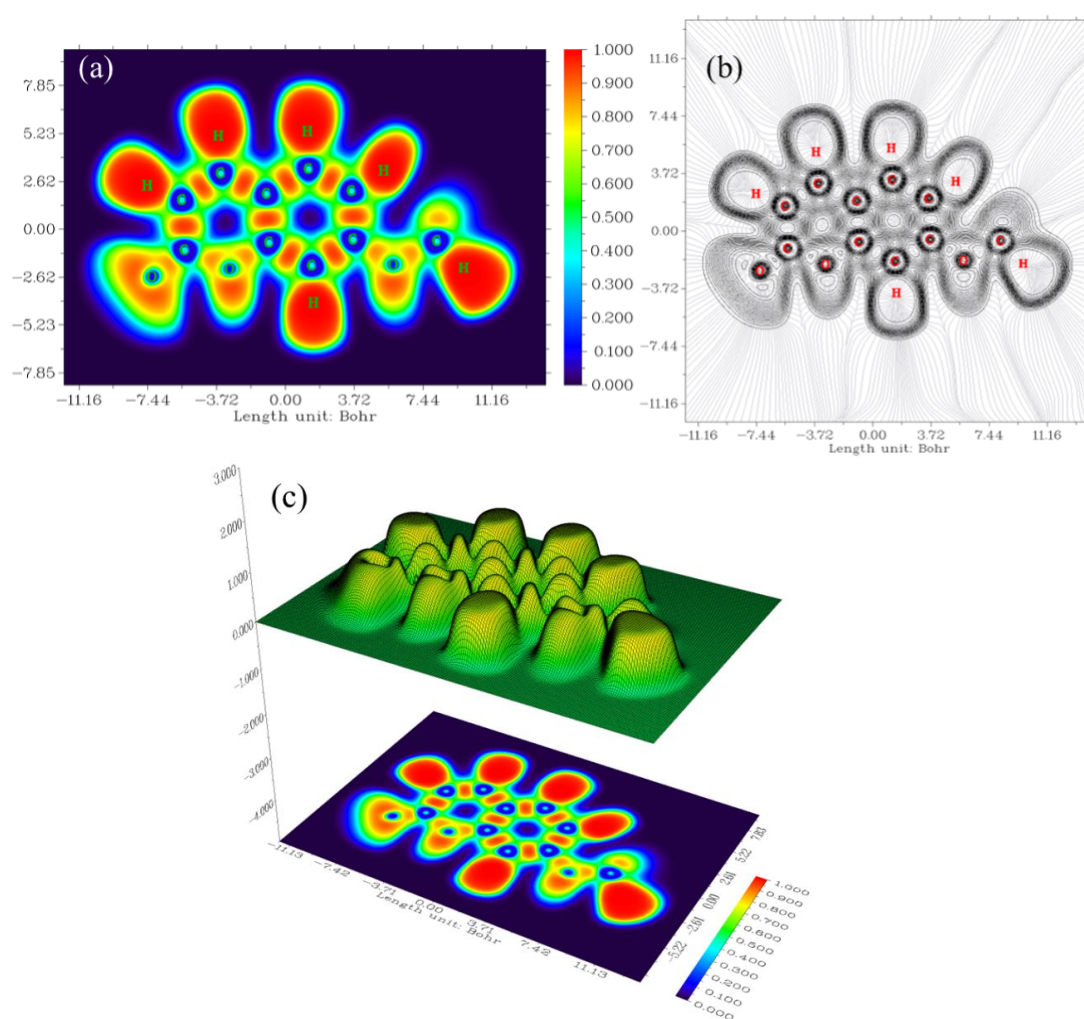 (a)
7.85
5.23
2.62
0.00
−2.62
−5.23
−7.85
−11.16 −7.44 −3.72 0.00 3.72 7.44 11.16
Length unit: Bohr
H H
H H
H
H
1.000
0.900
0.800
0.700
0.600
0.500
0.400
0.300
0.200
0.100
0.000
(b)
11.16
7.44
3.72
0.00
−3.72
−7.44
−11.16
−11.16 −7.44 −3.72 0.00 3.72 7.44 11.16
Length unit: Bohr
H H
H H
H
H
(c)
3.000
2.000
1.000
0.000
−1.000
−2.000
−3.000
−4.000
−11.13 −7.42 −3.71 0.00 3.71 7.42 11.13
Length unit: Bohr
−5.22 −2.61 0.00 2.61 5.22 7.83
1.000
0.900
0.800
0.700
0.600
0.500
0.400
0.300
0.200
0.100
0.000